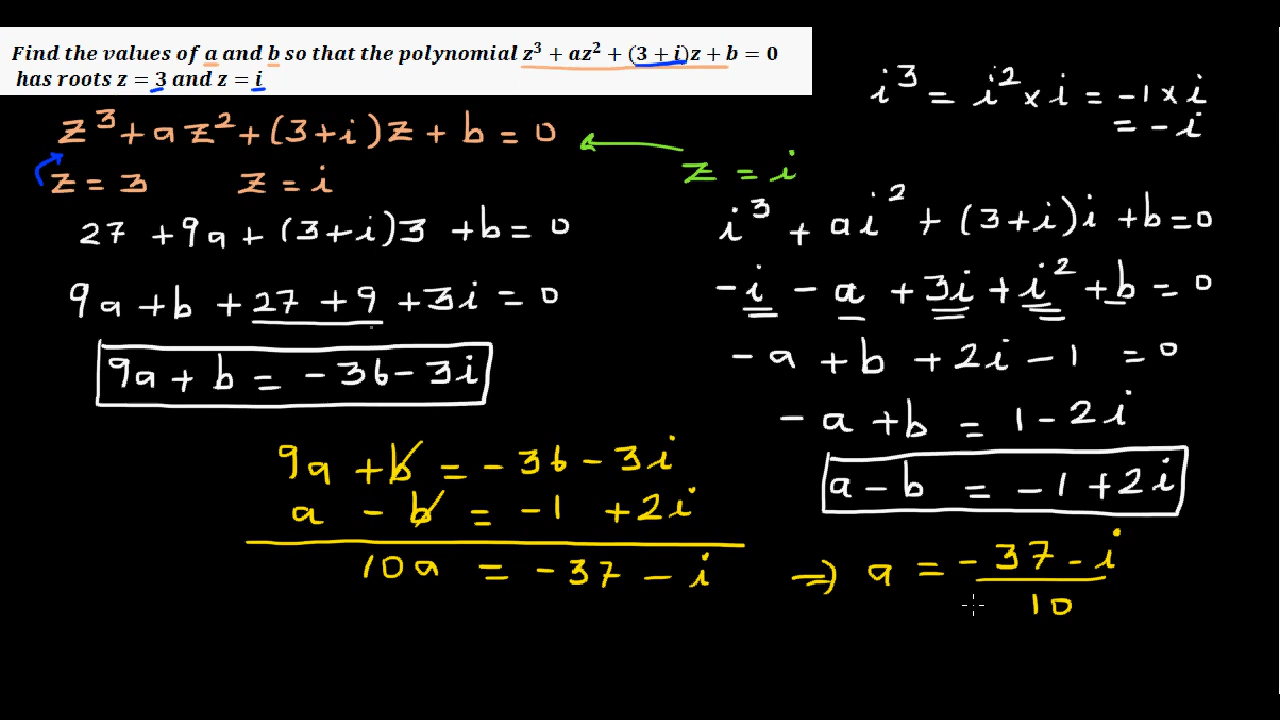 Find the values of a and b so that the polynomial z³ + az² + (3 + i)z + b = 0
has roots z = 3 and z = i
z³ + az² + (3+i)z + b = 0
z = 3 z = i
27 + 9a + (3+i)3 + b = 0
9a + b + 27 + 9 + 3i = 0
9a + b = -36 - 3i
i³ = i² × i = -1 × i
= -i
z = i
i³ + ai² + (3+i)i + b = 0
-i - a + 3i + i² + b = 0
-a + b + 2i - 1 = 0
-a + b = 1 - 2i
a - b = -1 + 2i
9a + b = -36 - 3i
a - b = -1 + 2i
10a = -37 - i
⇒ a = -37 - i
10